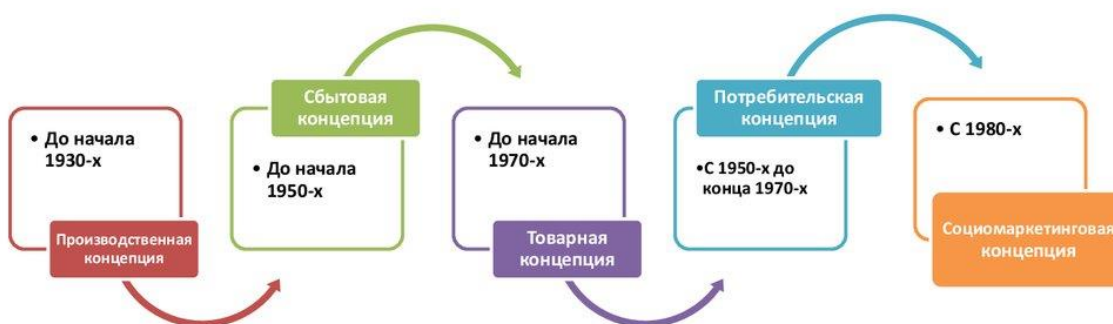 • До начала
1930-х
Производственная
концепция
Сбытовая
концепция
• До начала
1950-х
• До начала
1970-х
Товарная
концепция
Потребительская
концепция
•С 1950-х до
конца 1970-х
• С 1980-х
Социомаркетинговая
концепция